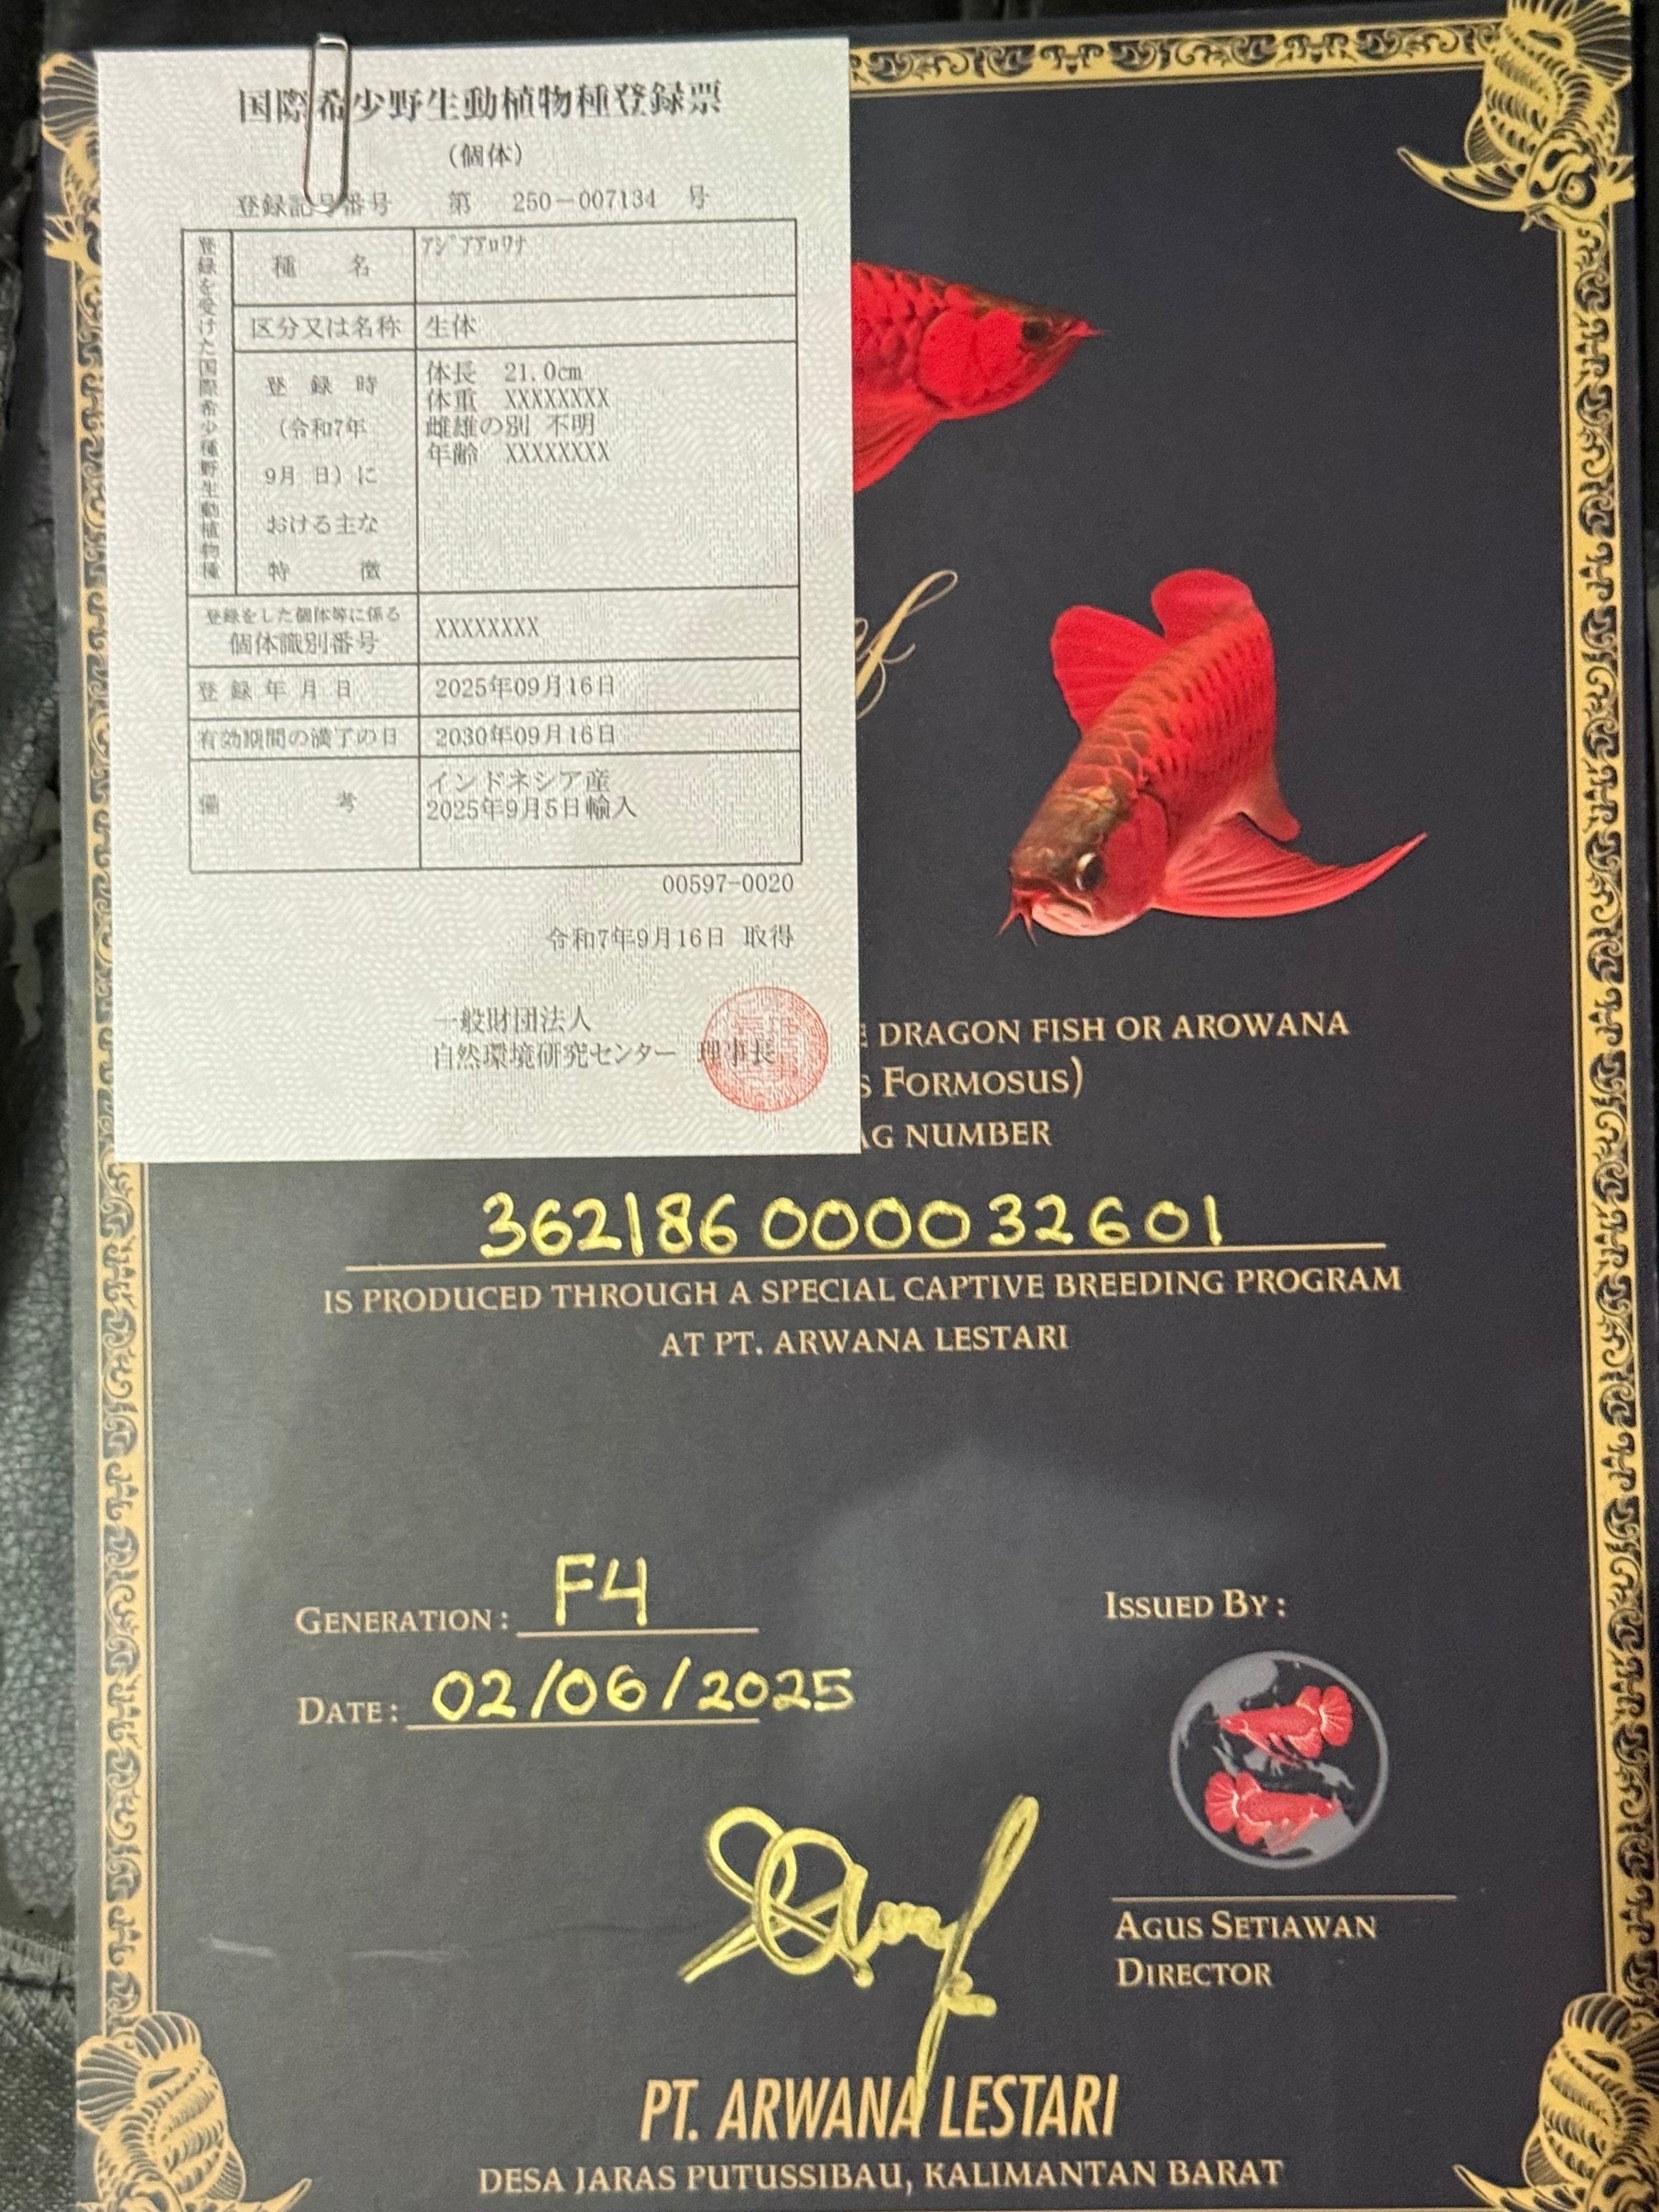 国際希少野生動植物種登録票
（個体）
登録記号番号 第 250－007134 号
登録を受けた国際希少種野生動植物種
種 名 アジアアロワナ
区分又は名称 生体
登 録 時
（令和7年
9月 日）に
おける主な
特 徴
体長 21.0cm
体重 XXXXXXXX
雌雄の別 不明
年齢 XXXXXXXX
登録をした個体等に係る
個体識別番号
XXXXXXXX
登 録 年 月 日 2025年09月16日
有効期間の満了の日 2030年09月16日
備 考
インドネシア産
2025年9月5日輸入
00597-0020
令和7年9月16日 取得
一般財団法人
自然環境研究センター 理事長
DRAGON FISH OR AROWANA
FORMOSUS)
NUMBER
362186000032601
IS PRODUCED THROUGH A SPECIAL CAPTIVE BREEDING PROGRAM
AT PT. ARWANA LESTARI
GENERATION: F4
DATE: 02/06/2025
ISSUED BY:
AGUS SETIAWAN
DIRECTOR
PT. ARWANA LESTARI
DESA JARAS PUTUSSIBAU, KALIMANTAN BARAT